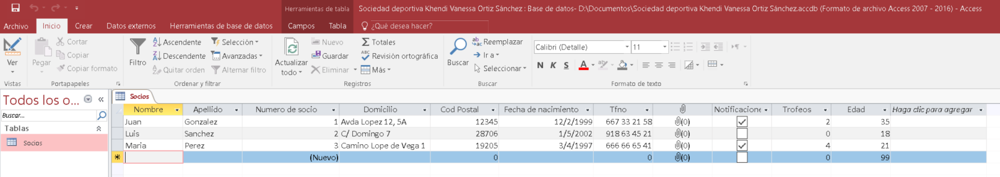 Herramientas de tabla Sociedad deportiva Khendi Vanessa Ortiz Sánchez : Base de datos- D:\Documentos\Sociedad deportiva Khendi Vanessa Ortiz Sánchez.accdb (Formato de archivo Access 2007 - 2016) - Access
Archivo Inicio Crear Datos externos Herramientas de base de datos Campos Tabla ¿Qué desea hacer?
Ver
Vistas
Pegar
Cortar
Copiar
Copiar formato
Portapapeles
Filtro
Ascendente
Descendente
Quitar orden
Selección
Avanzadas
Alternar filtro
Ordenar y filtrar
Actualizar
todo
Nuevo
Guardar
Eliminar
Totales
Revisión ortográfica
Más
Registros
Buscar
Reemplazar
Ir a
Seleccionar
Buscar
Calibri (Detalle) 11
N K S A
Formato de texto
Todos los o...
Buscar...
Tablas
Socios
Socios
Nombre Apellido Numero de socio Domicilio Cod Postal Fecha de nacimiento Tfno Notificacione Trofeos Edad Haga clic para agregar
Juan Gonzalez 1 Avda Lopez 12, 5A 12345 12/2/1999 667 33 21 58 (0) 2 35
Luis Sanchez 2 C/ Domingo 7 28706 1/5/2002 918 63 45 21 (0) 0 18
Maria Perez 3 Camino Lope de Vega 1 19205 3/4/1997 666 66 65 41 (0) 4 21
(Nuevo) 0 0 (0) 0 99